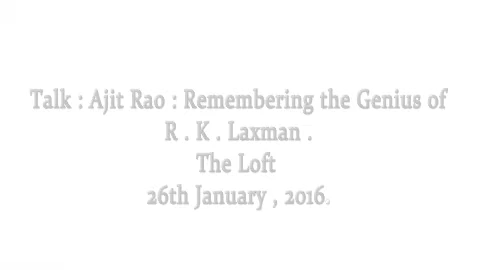 Talk : Ajit Rao : Remembering the Genius of
R . K . Laxman .
The Loft
26th January , 2016.